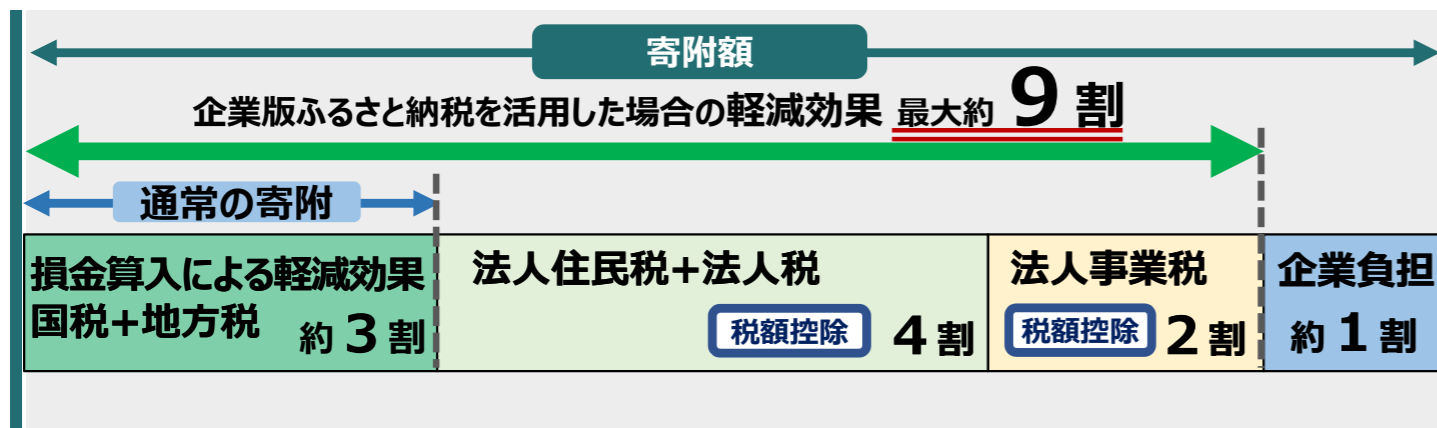 寄附額
企業版ふるさと納税を活用した場合の軽減効果 最大約 9 割
通常の寄附
損金算入による軽減効果
国税+地方税 約 3 割
法人住民税+法人税
税額控除 4 割
法人事業税
税額控除 2 割
企業負担
約 1 割